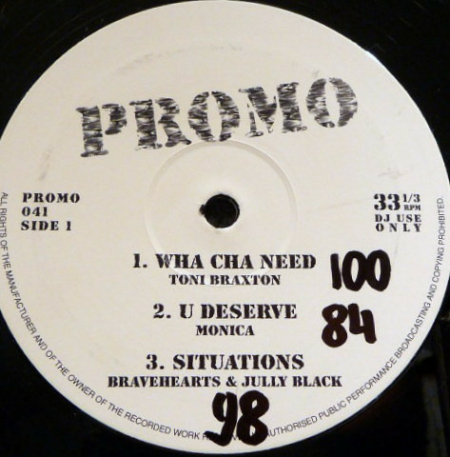 PROMO
PROMO
041
SIDE 1
33 1/3
RPM
DJ USE
ONLY
1. WHA CHA NEED 100
TONI BRAXTON
2. U DESERVE 84
MONICA
3. SITUATIONS
BRAVEHEARTS & JULLY BLACK
98
ALL RIGHTS OF THE MANUFACTURER AND OF THE OWNER OF THE RECORDED WORK AUTHORISED PUBLIC PERFORMANCE BROADCASTING AND COPYING PROHIBITED.